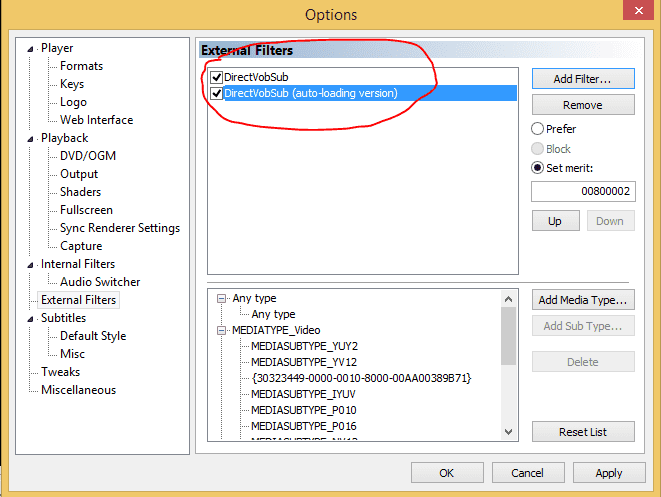 Options
Player
Formats
Keys
Logo
Web Interface
Playback
DVD/OGM
Output
Shaders
Fullscreen
Sync Renderer Settings
Capture
Internal Filters
Audio Switcher
External Filters
Subtitles
Default Style
Misc
Tweaks
Miscellaneous
External Filters
DirectVobSub
DirectVobSub (auto-loading version)
Add Filter...
Remove
Prefer
Block
Set merit:
00800002
Up
Down
Any type
Any type
MEDIATYPE_Video
MEDIASUBTYPE_YUY2
MEDIASUBTYPE_YV12
{30323449-0000-0010-8000-00AA00389B71}
MEDIASUBTYPE_IYUV
MEDIASUBTYPE_P010
MEDIASUBTYPE_P016
MEDIASUBTYPE_NV12
Add Media Type...
Add Sub Type...
Delete
Reset List
OK
Cancel
Apply